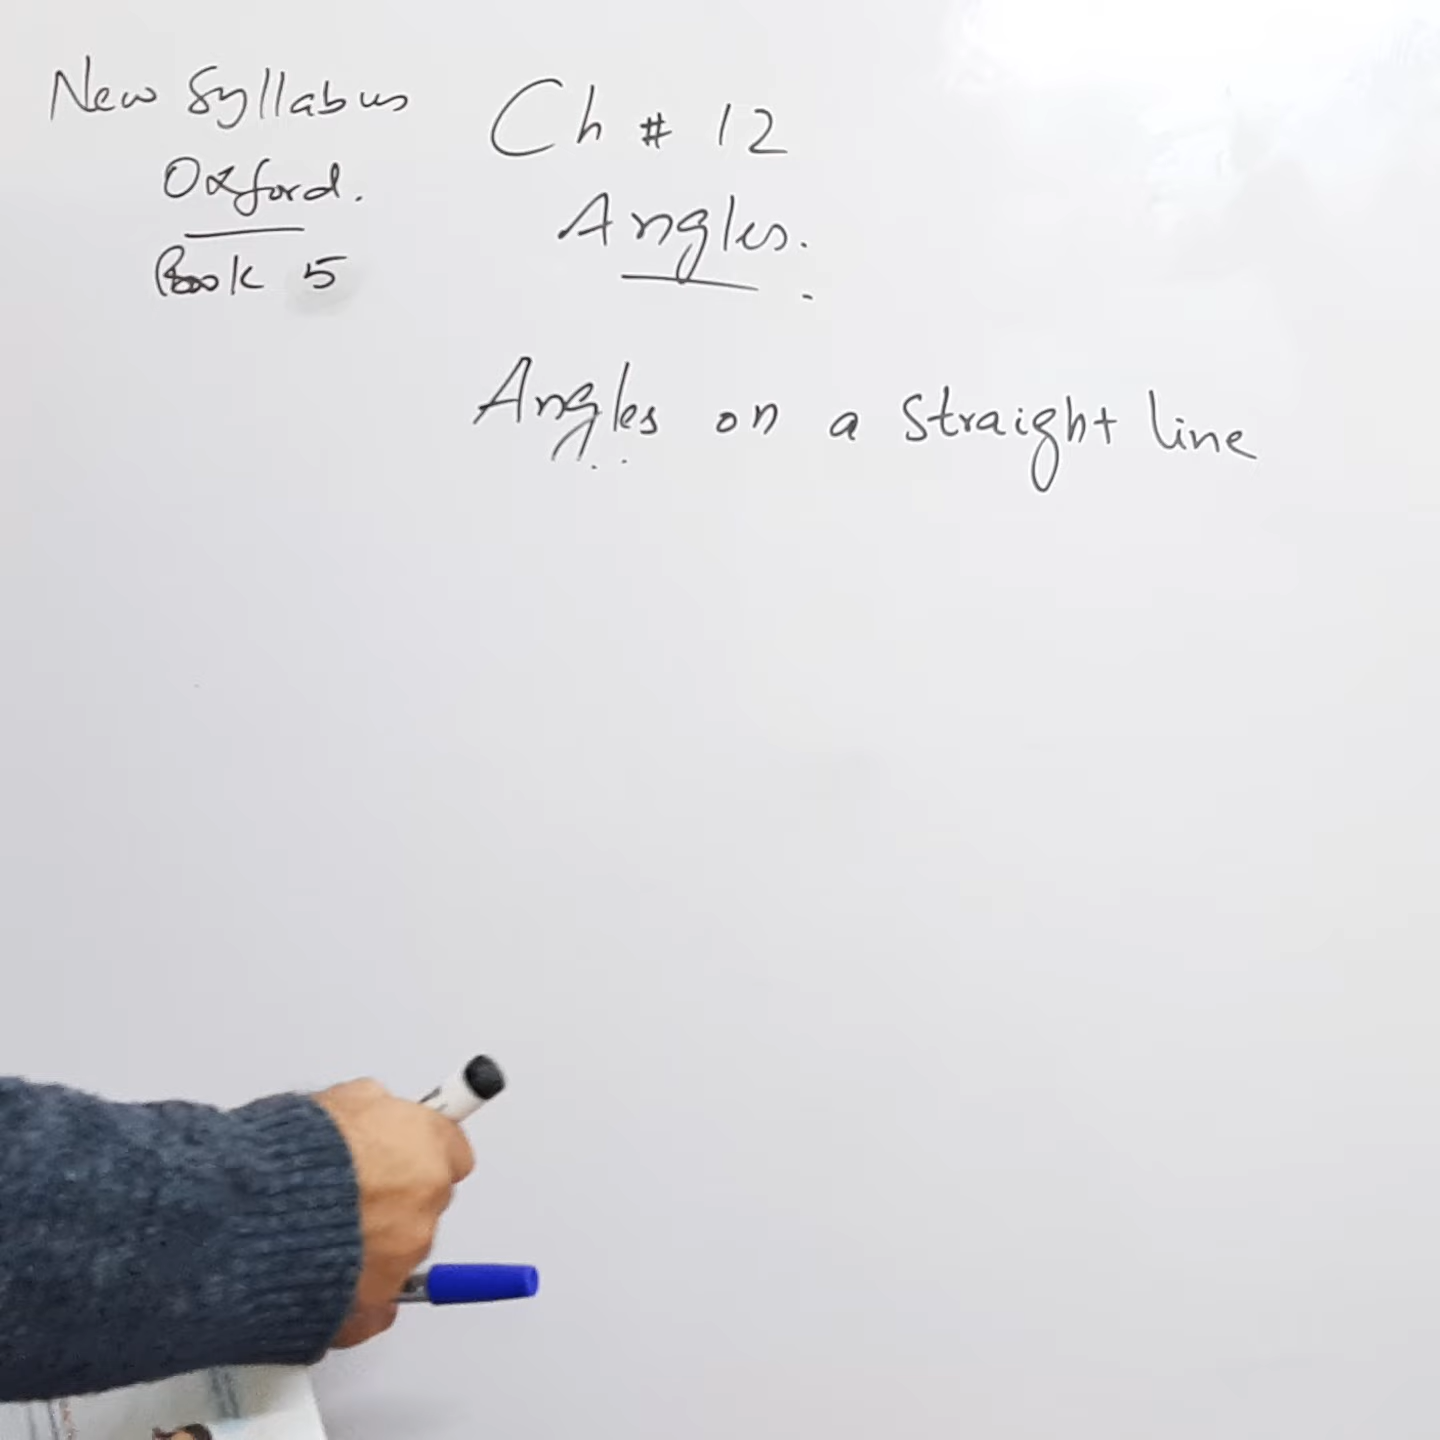 New Syllabus
Oxford.
Book 5
Ch # 12
Angles.
Angles on a straight line